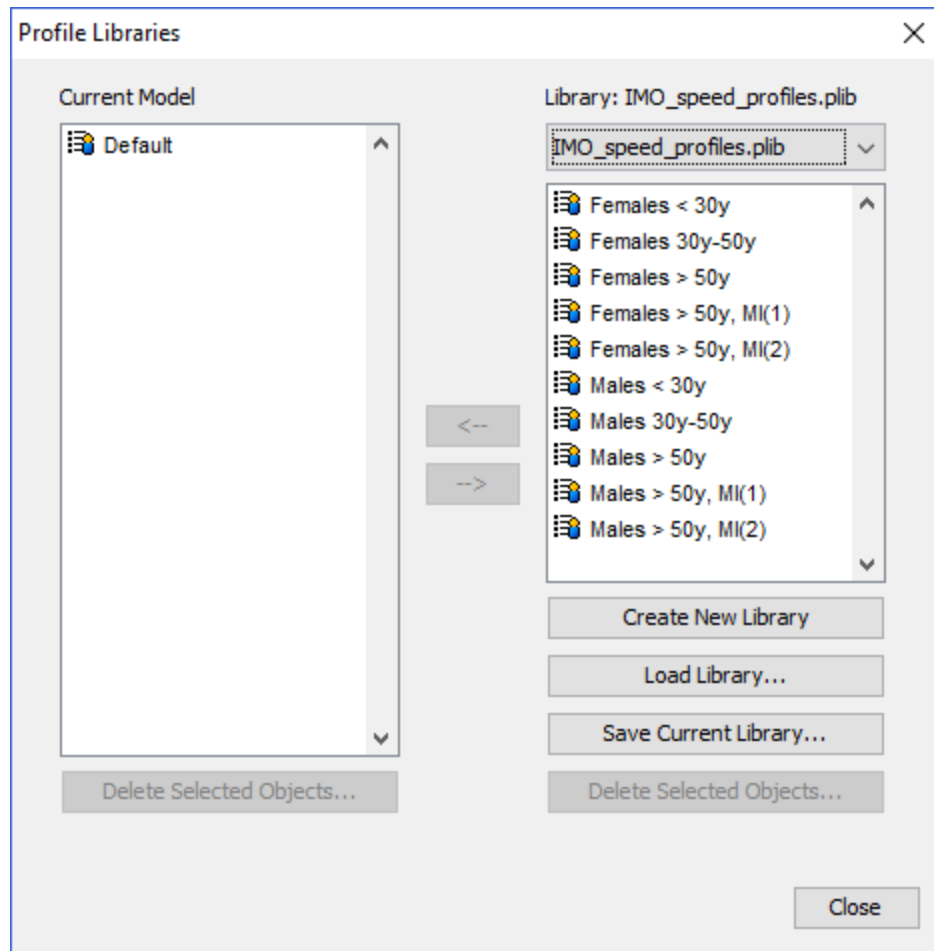 Profile Libraries
Current Model
Default
Delete Selected Objects...
<--
-->
Library: IMO_speed_profiles.plib
IMO_speed_profiles.plib
Females < 30y
Females 30y-50y
Females > 50y
Females > 50y, MI(1)
Females > 50y, MI(2)
Males < 30y
Males 30y-50y
Males > 50y
Males > 50y, MI(1)
Males > 50y, MI(2)
Create New Library
Load Library...
Save Current Library...
Delete Selected Objects...
Close